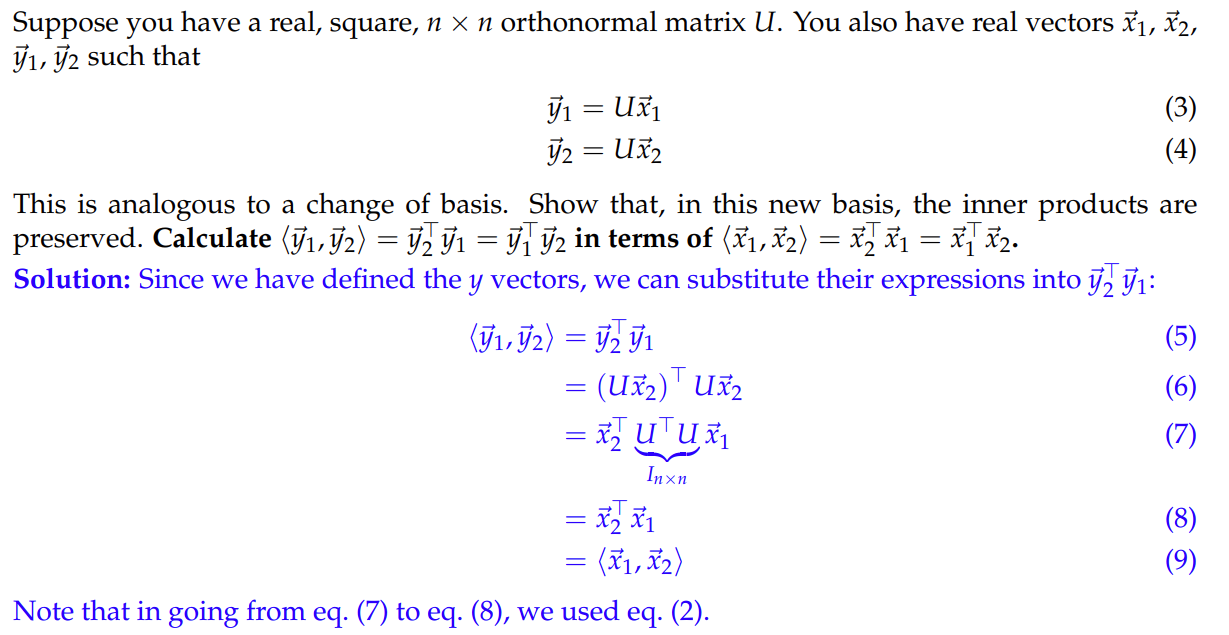 Suppose you have a real, square, $n \times n$ orthonormal matrix $U$. You also have real vectors $\vec{x}_1$, $\vec{x}_2$,
$\vec{y}_1$, $\vec{y}_2$ such that
$\vec{y}_1 = U\vec{x}_1$ (3)
$\vec{y}_2 = U\vec{x}_2$ (4)
This is analogous to a change of basis. Show that, in this new basis, the inner products are
preserved. Calculate $\langle \vec{y}_1, \vec{y}_2 \rangle = \vec{y}_2^\top \vec{y}_1 = \vec{y}_1^\top \vec{y}_2$ in terms of $\langle \vec{x}_1, \vec{x}_2 \rangle = \vec{x}_2^\top \vec{x}_1 = \vec{x}_1^\top \vec{x}_2$.
Solution: Since we have defined the $y$ vectors, we can substitute their expressions into $\vec{y}_2^\top \vec{y}_1$:
$\langle \vec{y}_1, \vec{y}_2 \rangle = \vec{y}_2^\top \vec{y}_1$ (5)
$= (U\vec{x}_2)^\top U\vec{x}_2$ (6)
$= \vec{x}_2^\top \underbrace{U^\top U}_{I_{n \times n}} \vec{x}_1$ (7)
$= \vec{x}_2^\top \vec{x}_1$ (8)
$= \langle \vec{x}_1, \vec{x}_2 \rangle$ (9)
Note that in going from eq. (7) to eq. (8), we used eq. (2).